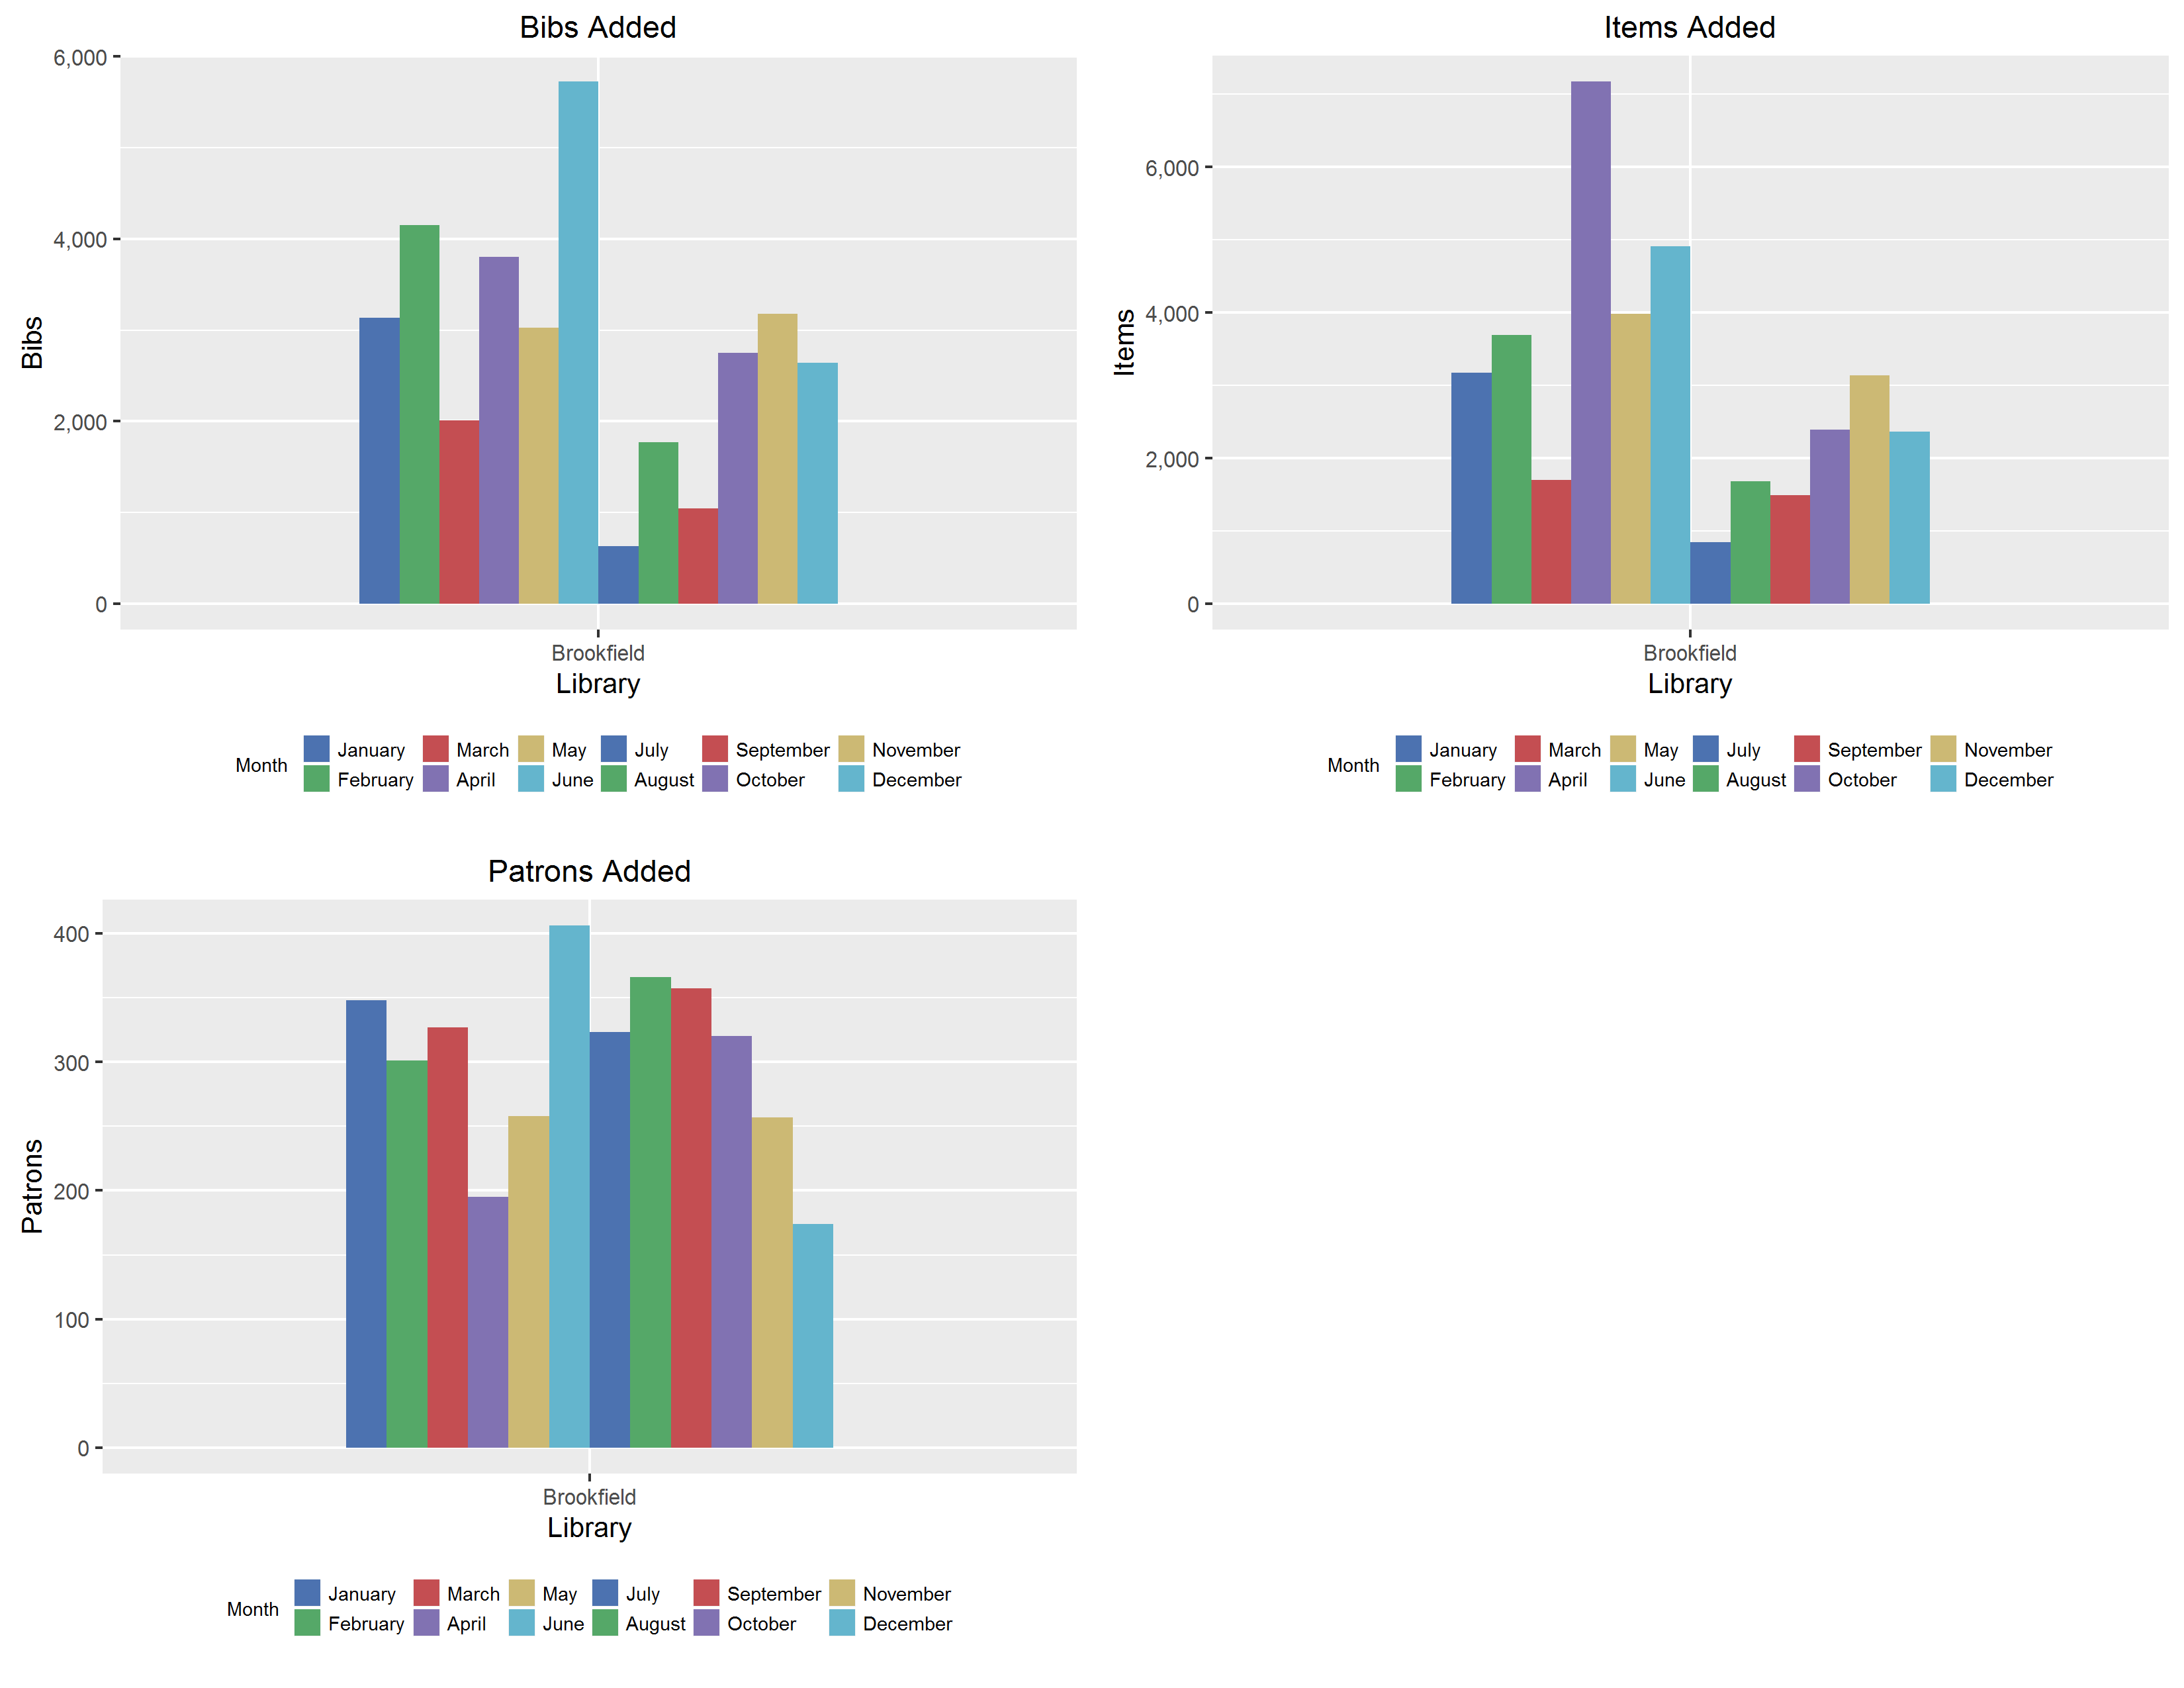 Bibs Added
6,000
4,000
2,000
0
Bibs
Brookfield
Library
Month
January March May July September November
February April June August October December
Items Added
6,000
4,000
2,000
0
Items
Brookfield
Library
Month
January March May July September November
February April June August October December
Patrons Added
400
300
200
100
0
Patrons
Brookfield
Library
Month
January March May July September November
February April June August October December